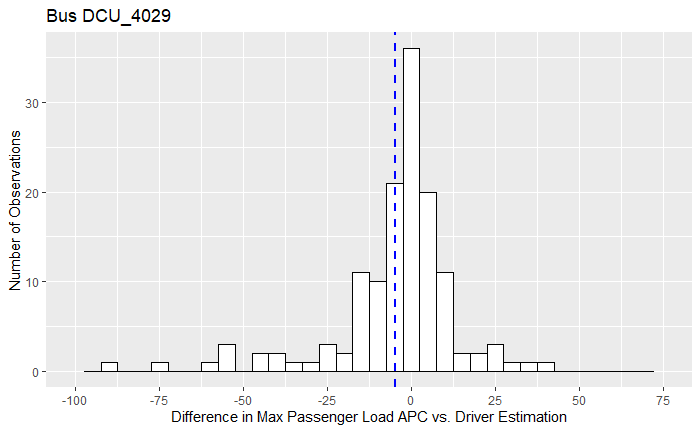 Bus DCU_4029
Number of Observations
30
20
10
0
-100 -75 -50 -25 0 25 50 75
Difference in Max Passenger Load APC vs. Driver Estimation